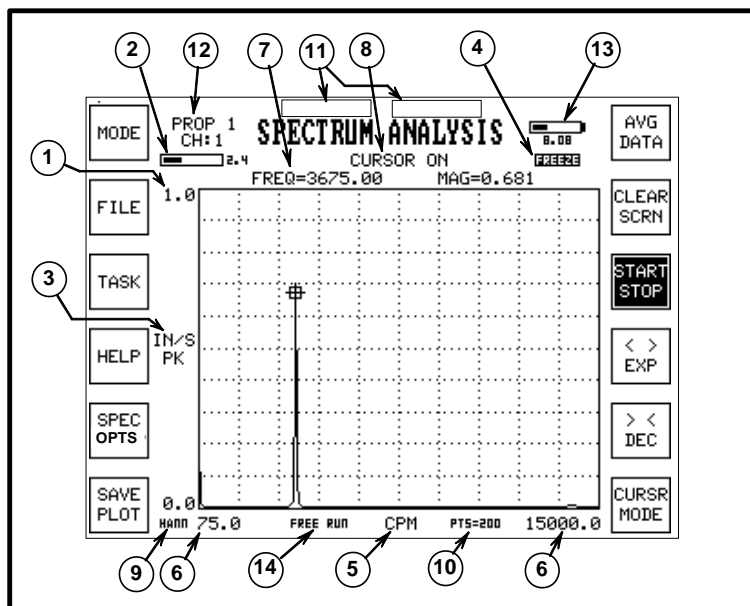 2 12 7 11 8 4 13
MODE
PROP 1
CH:1
SPECTRUM ANALYSIS
8.08
AVG
DATA
2.4
CURSOR ON
FREEZE
1
FREQ=3675.00 MAG=0.681
1.0
FILE
CLEAR
SCRN
TASK
START
STOP
3
IN/S
PK
HELP
< >
EXP
SPEC
OPTS
> <
DEC
SAVE
PLOT
0.0
CURSR
MODE
HANN 75.0 FREE RUN CPM PTS=200 15000.0
9 6 14 5 10 6